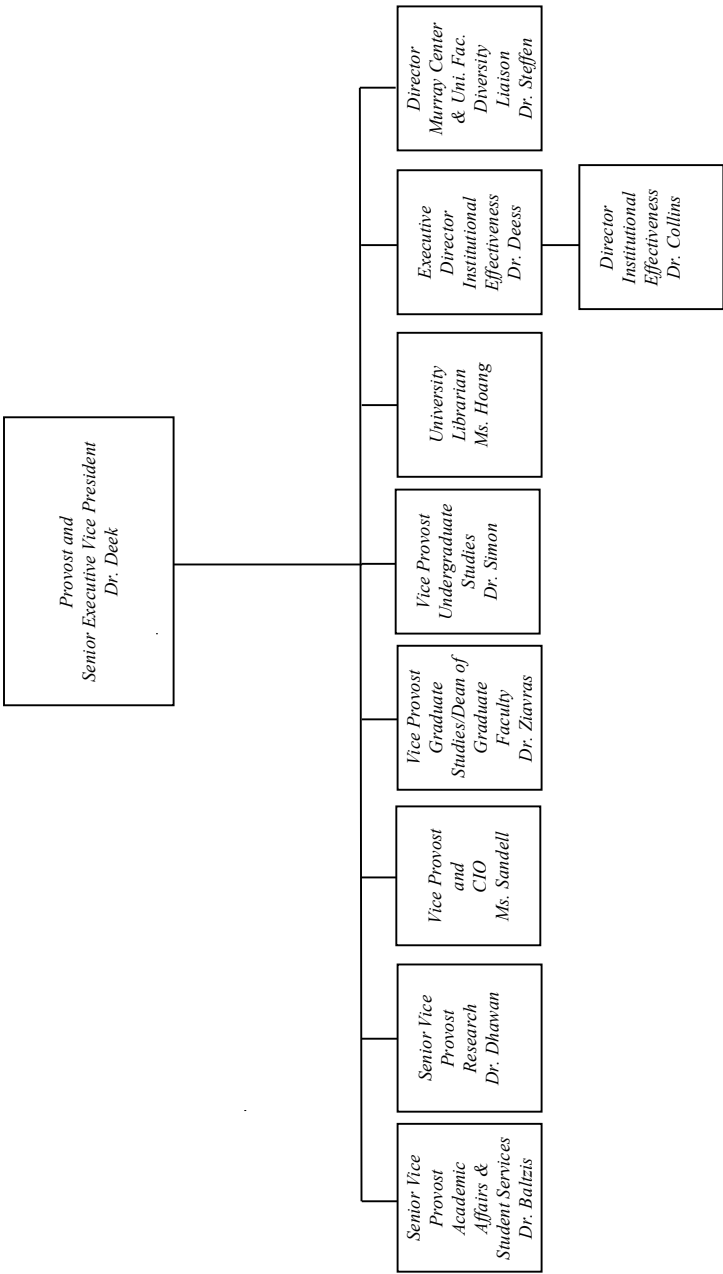 Provost and
Senior Executive Vice President
Dr. Deek
Senior Vice
Provost
Academic
Affairs &
Student Services
Dr. Baltzis
Senior Vice
Provost
Research
Dr. Dhawan
Vice Provost
and
CIO
Ms. Sandell
Vice Provost
Graduate
Studies/Dean of
Graduate
Faculty
Dr. Ziavras
Vice Provost
Undergraduate
Studies
Dr. Simon
University
Librarian
Ms. Hoang
Executive
Director
Institutional
Effectiveness
Dr. Deess
Director
Murray Center
& Uni. Fac.
Diversity
Liaison
Dr. Steffen
Director
Institutional
Effectiveness
Dr. Collins